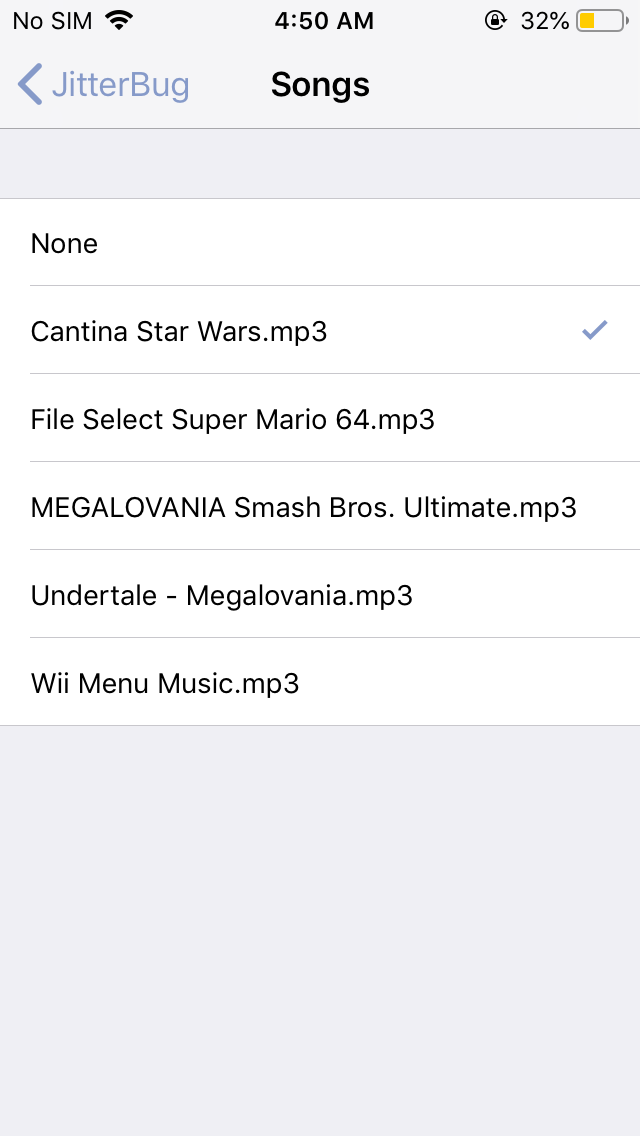 No SIM 4:50 AM 32%
JitterBug Songs
None
Cantina Star Wars.mp3
File Select Super Mario 64.mp3
MEGALOVANIA Smash Bros. Ultimate.mp3
Undertale - Megalovania.mp3
Wii Menu Music.mp3